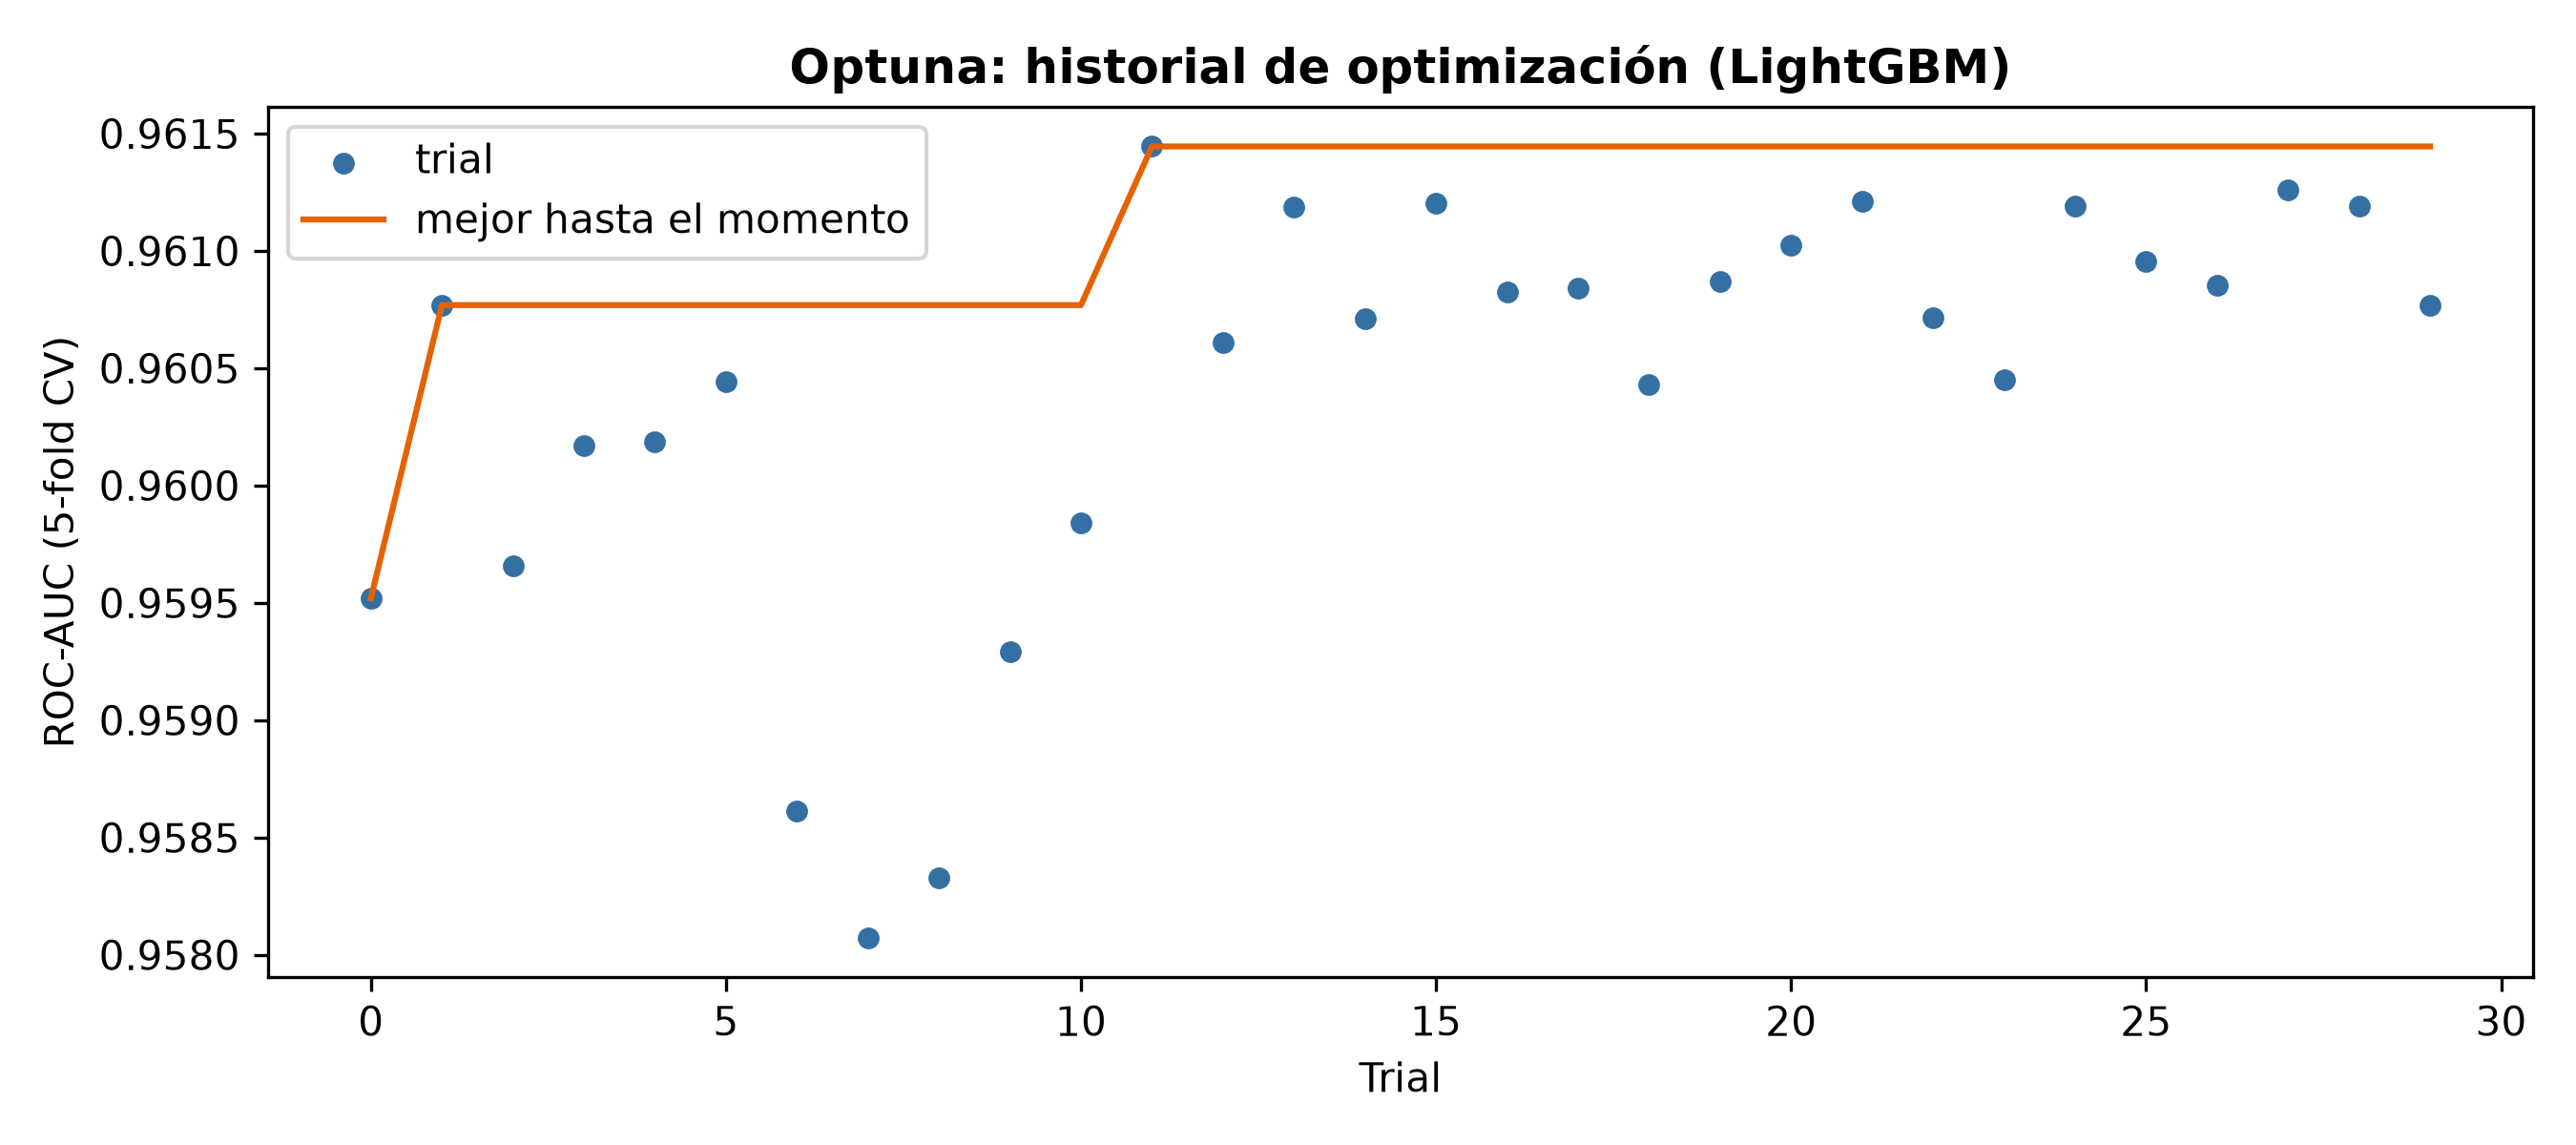 Optuna: historial de optimización (LightGBM)
trial
mejor hasta el momento
ROC-AUC (5-fold CV)
0.9615
0.9610
0.9605
0.9600
0.9595
0.9590
0.9585
0.9580
0 5 10 15 20 25 30
Trial